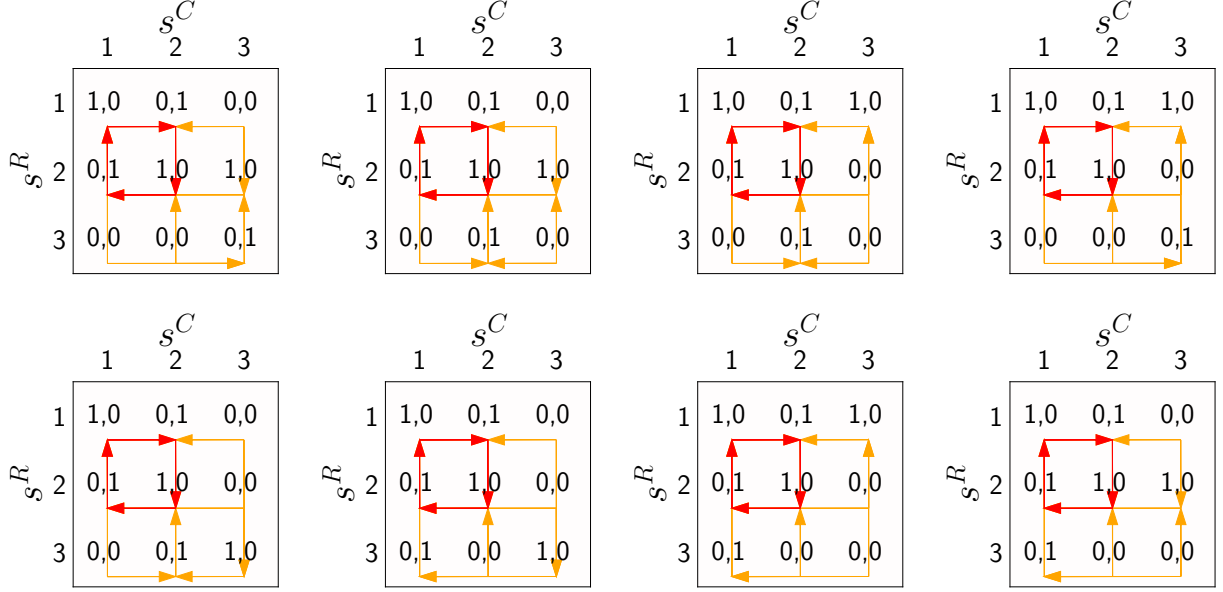 s^C s^C s^C s^C
1 2 3 1 2 3 1 2 3 1 2 3
1 1,0 0,1 0,0 1 1,0 0,1 0,0 1 1,0 0,1 1,0 1 1,0 0,1 1,0
s^R 2 0,1 1,0 1,0 s^R 2 0,1 1,0 1,0 s^R 2 0,1 1,0 0,0 s^R 2 0,1 1,0 0,0
3 0,0 0,0 0,1 3 0,0 0,1 0,0 3 0,0 0,1 0,0 3 0,0 0,0 0,1
s^C s^C s^C s^C
1 2 3 1 2 3 1 2 3 1 2 3
1 1,0 0,1 0,0 1 1,0 0,1 0,0 1 1,0 0,1 1,0 1 1,0 0,1 0,0
s^R 2 0,1 1,0 0,0 s^R 2 0,1 1,0 0,0 s^R 2 0,1 1,0 0,0 s^R 2 0,1 1,0 1,0
3 0,0 0,1 1,0 3 0,1 0,0 1,0 3 0,1 0,0 0,0 3 0,1 0,0 0,0